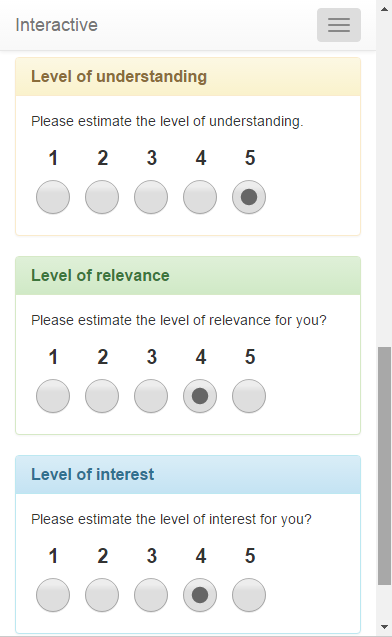 Interactive
Level of understanding
Please estimate the level of understanding.
1 2 3 4 5
Level of relevance
Please estimate the level of relevance for you?
1 2 3 4 5
Level of interest
Please estimate the level of interest for you?
1 2 3 4 5